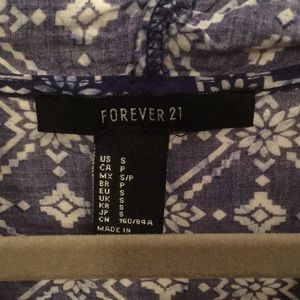 FOREVER 21
US S
CA P
MX S/P
BR P
EU S
UK S
KR S
JP S
CN 160/84A
MADE IN